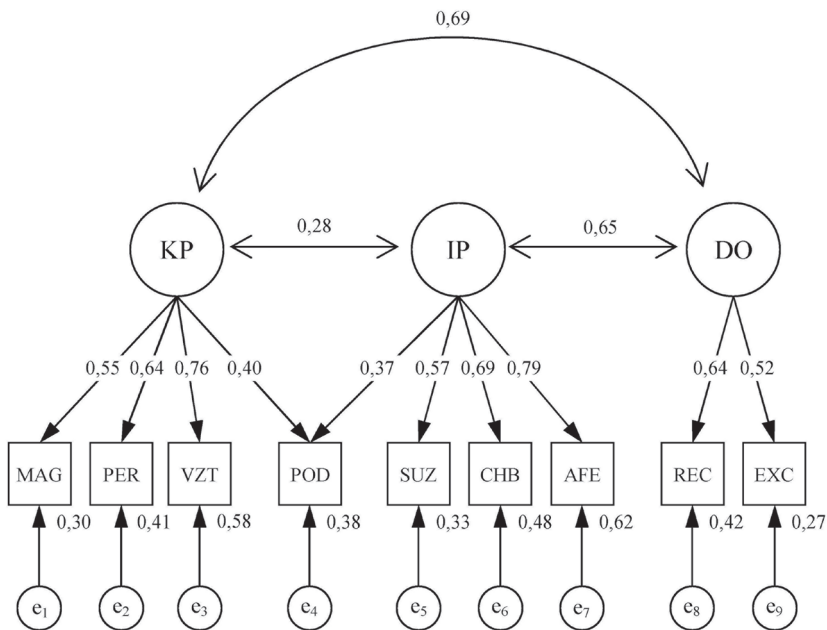 0,69
KP
0,28
IP
0,65
DO
0,55 0,64 0,76 0,40 0,37 0,57 0,69 0,79 0,64 0,52
MAG PER VZT POD SUZ CHB AFE REC EXC
0,30 0,41 0,58 0,38 0,33 0,48 0,62 0,42 0,27
e₁ e₂ e₃ e₄ e₅ e₆ e₇ e₈ e₉